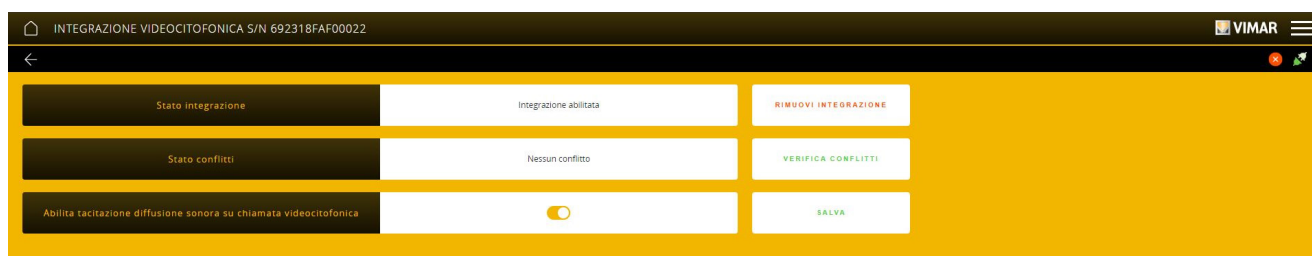 INTEGRAZIONE VIDEOCITOFONICA S/N 692318FAF00022
VIMAR
Stato integrazione
Integrazione abilitata
RIMUOVI INTEGRAZIONE
Stato conflitti
Nessun conflitto
VERIFICA CONFLITTI
Abilita tacitazione diffusione sonora su chiamata videocitofonica
SALVA